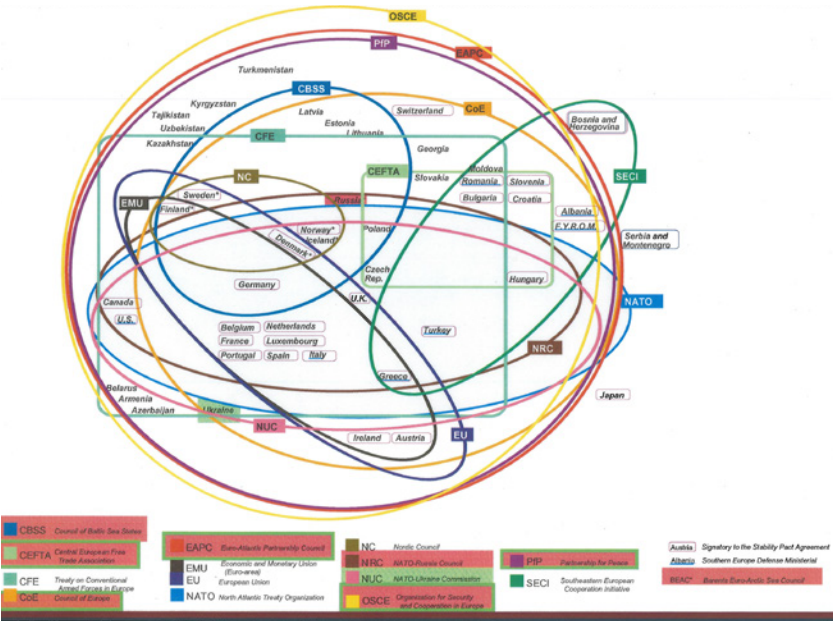 OSCE
PfP
EAPC
Turkmenistan
CBSS
Kyrgyzstan
Latvia
Switzerland
CoE
Tajikistan
Estonia
Bosnia and
Herzegovina
Uzbekistan
CFE
Lithuania
Kazakhstan
Georgia
CEFTA
Moldova
SECI
NC
Slovakia
Romania
Slovenia
EMU
Sweden*
Russia
Bulgaria
Croatia
Finland*
Albania
Norway*
Poland
F.Y.R.O.M.
Iceland*
Denmark*
Serbia and
Montenegro
Czech
Rep.
Hungary
Germany
U.K.
Canada
NATO
U.S.
Belgium
Netherlands
Turkey
France
Luxembourg
NRC
Portugal
Spain
Italy
Greece
Belarus
Armenia
Japan
Azerbaijan
Ukraine
NUC
Ireland
Austria
EU
CBSS Council of Baltic Sea States
CEFTA Central European Free
Trade Association
CFE Treaty on Conventional
Armed Forces in Europe
CoE Council of Europe
EAPC Euro-Atlantic Partnership Council
EMU Economic and Monetary Union
(Euro-area)
EU European Union
NATO North Atlantic Treaty Organization
NC Nordic Council
NRC NATO-Russia Council
NUC NATO-Ukraine Commission
OSCE Organisation for Security
and Cooperation in Europe
PfP Partnership for Peace
SECI Southeastern European
Cooperation Initiative
Austria Signatory to the Stability Pact Agreement
Albania Southern Europe Defense Ministerial
BEAC* Barents Euro-Arctic Sea Council